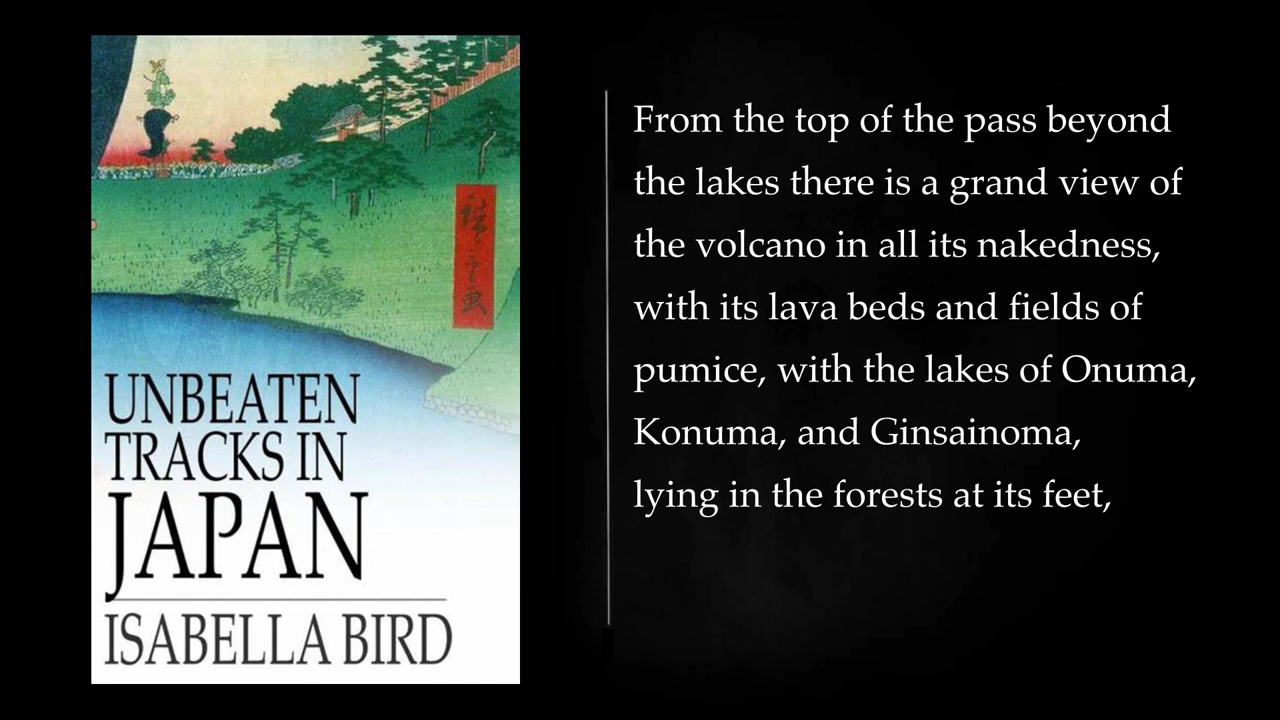 UNBEATEN
TRACKS IN
JAPAN
ISABELLA BIRD
From the top of the pass beyond
the lakes there is a grand view of
the volcano in all its nakedness,
with its lava beds and fields of
pumice, with the lakes of Onuma,
Konuma, and Ginsainoma,
lying in the forests at its feet,